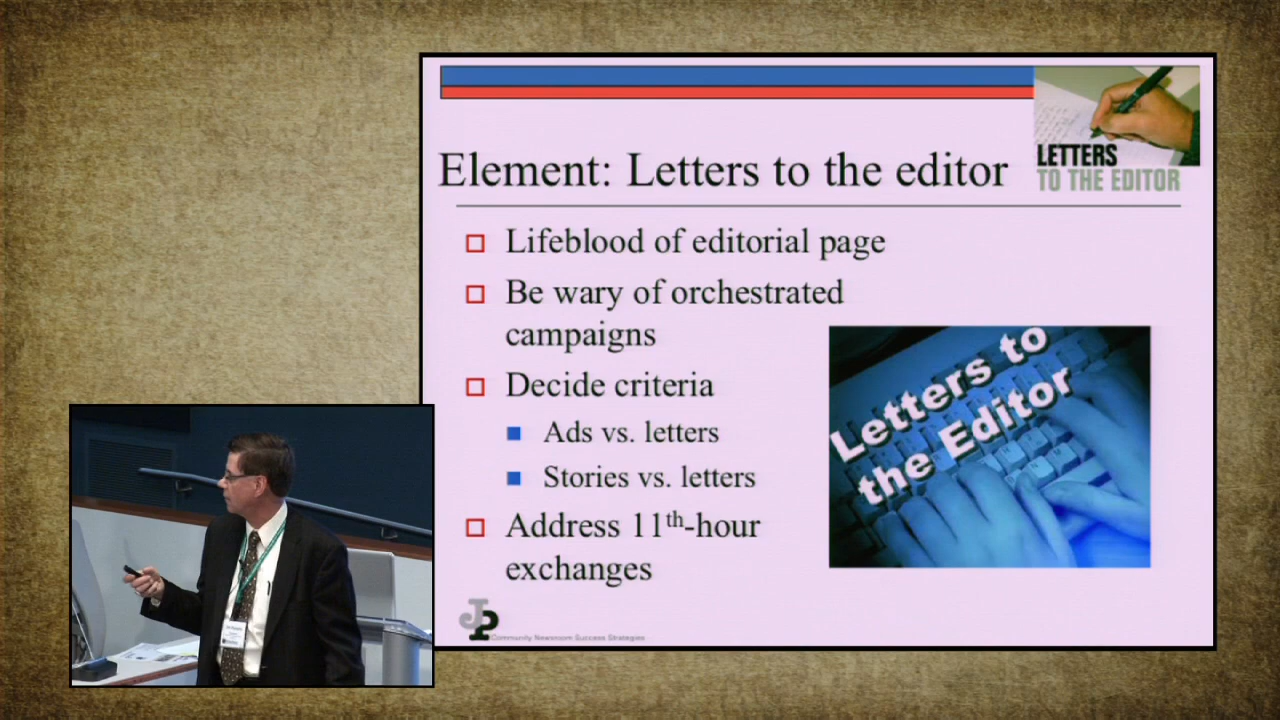 LETTERS
TO THE EDITOR
Element: Letters to the editor
Lifeblood of editorial page
Be wary of orchestrated
campaigns
Decide criteria
Ads vs. letters
Stories vs. letters
Address 11th-hour
exchanges
Letters to
the Editor
JP
Community Newsroom Success Strategies